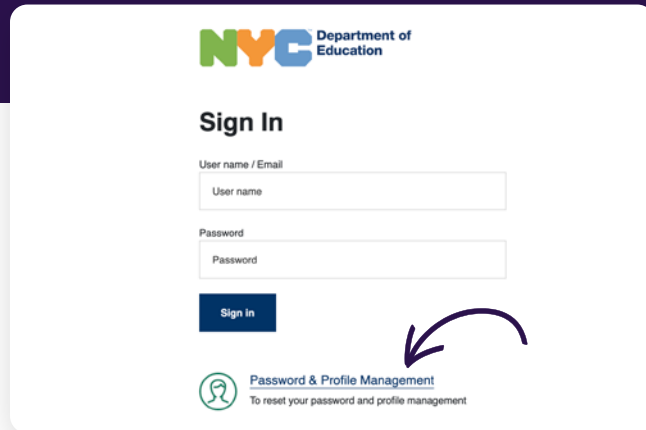 NYC Department of
Education
Sign In
User name / Email
User name
Password
Password
Sign in
Password & Profile Management
To reset your password and profile management